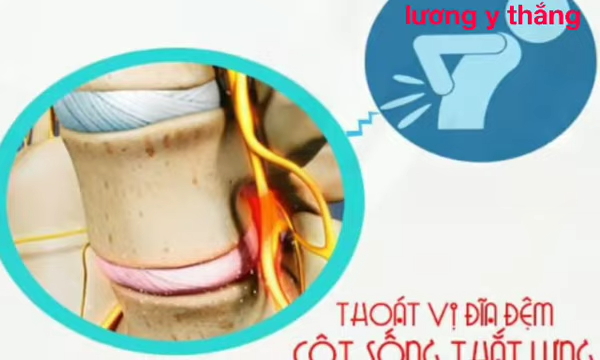 lương y thắng
THOÁT VỊ ĐĨA ĐỆM
CỘT SỐNG THẮT LƯNG